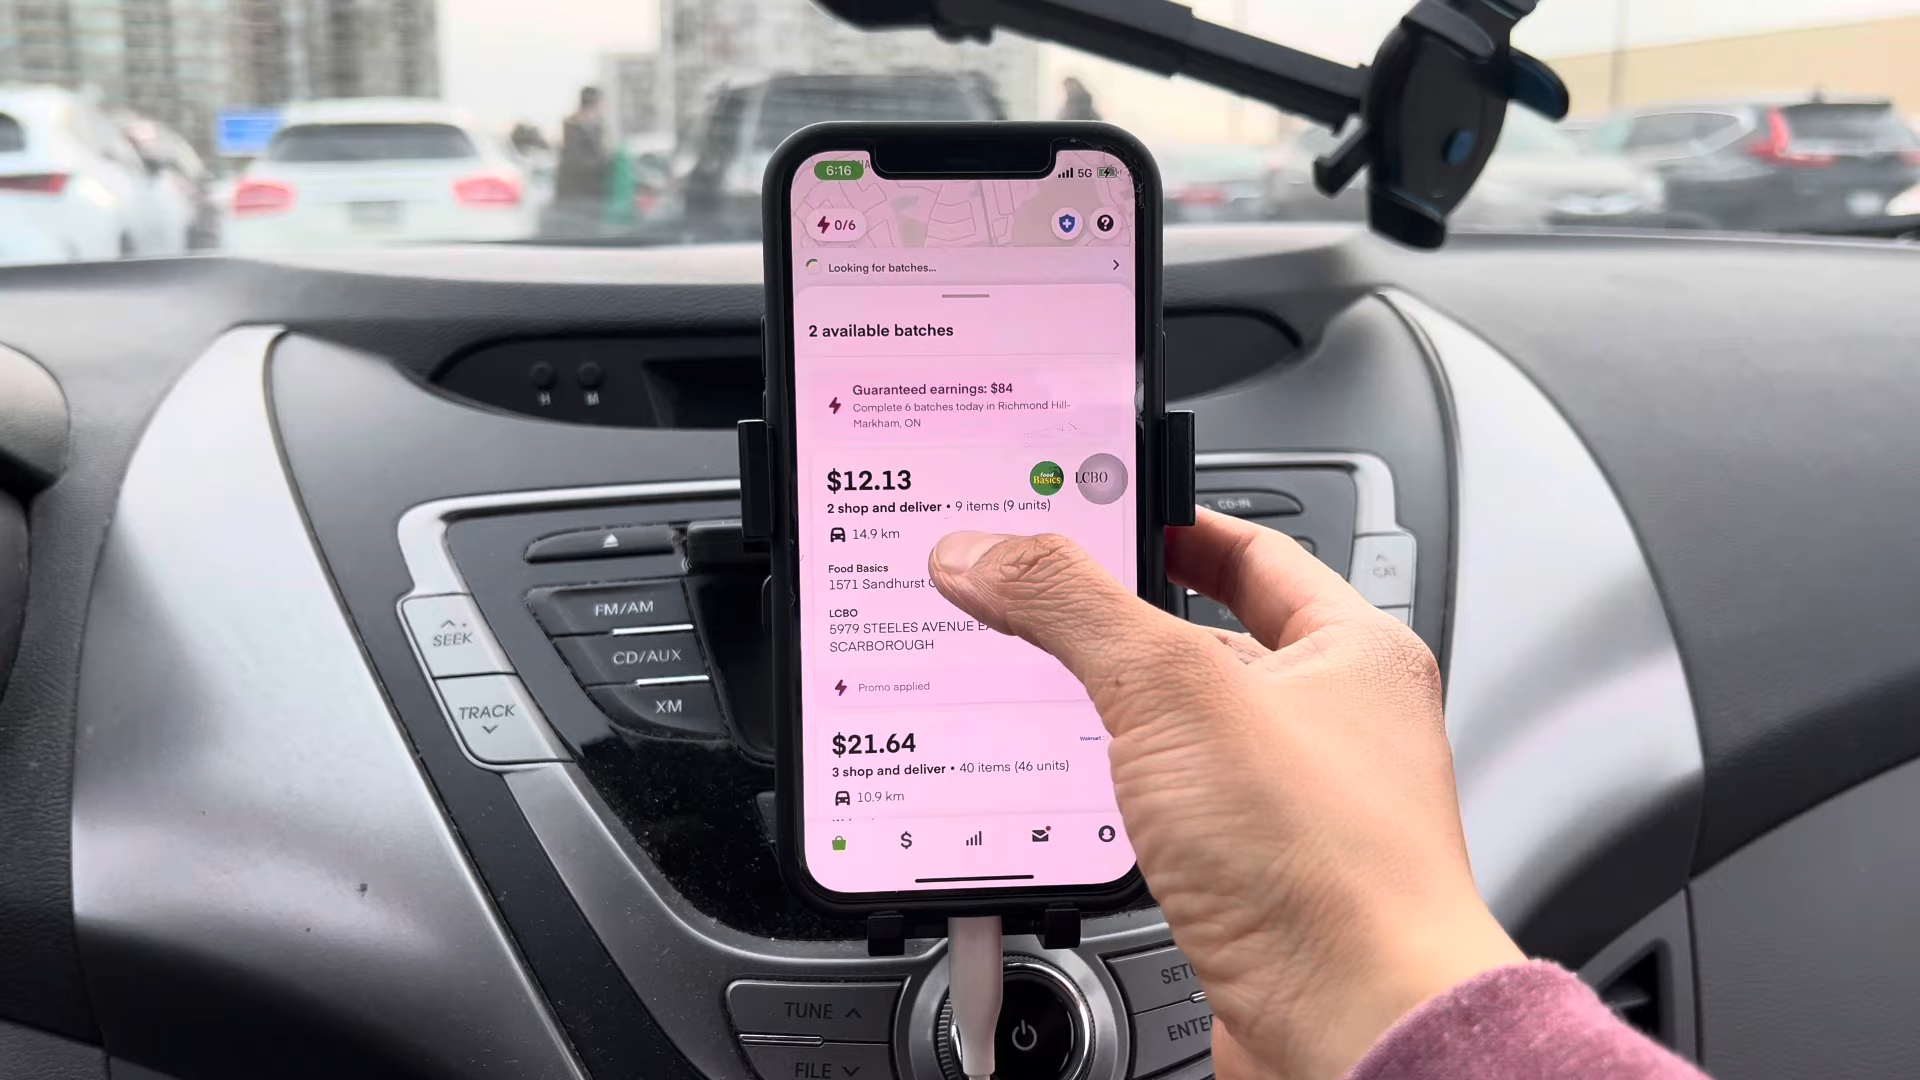 6:16
5G
0/6
?
Looking for batches...
2 available batches
Guaranteed earnings: $84
Complete 6 batches today in Richmond Hill-
Markham, ON
$12.13
food
Basics
LCBO
2 shop and deliver • 9 items (9 units)
14.9 km
Food Basics
1571 Sandhurst
LCBO
5979 STEELES AVENUE
SCARBOROUGH
Promo applied
$21.64
Walmart
3 shop and deliver • 40 items (46 units)
10.9 km
$
H
M
CD-IN
FM/AM
SEEK
CD/AUX
TRACK
XM
CAT
TUNE
FILE
SETU
ENTE